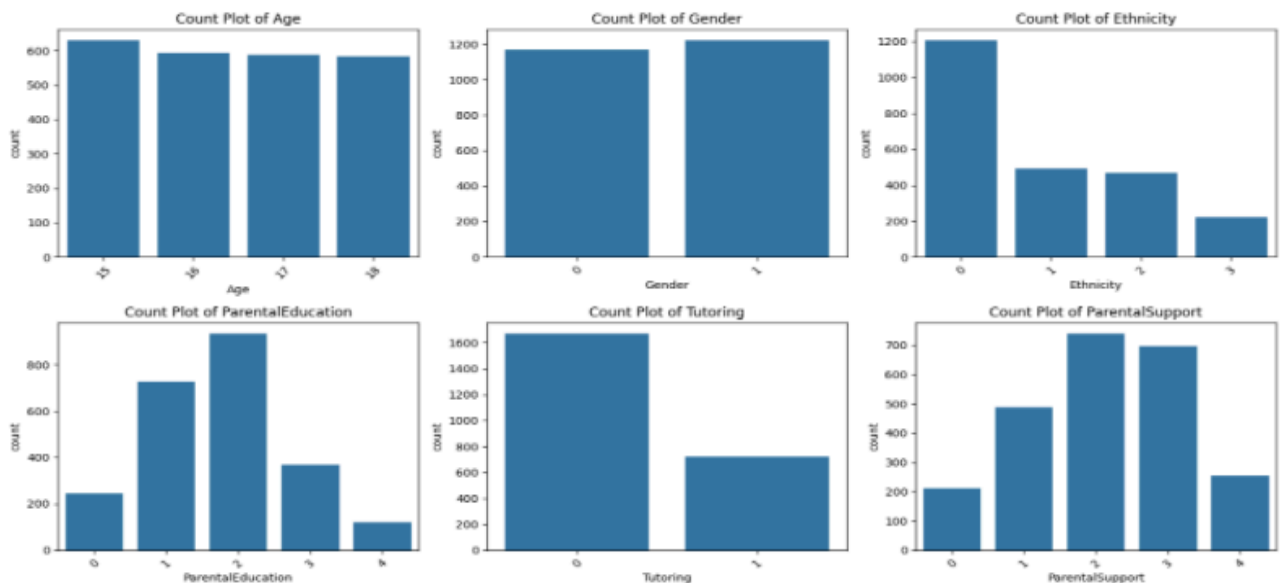 Count Plot of Age
600
500
400
300
200
100
0
count
15 16 17 18
Age
Count Plot of Gender
1200
1000
800
600
400
200
0
count
0 1
Gender
Count Plot of Ethnicity
1200
1000
800
600
400
200
0
count
0 1 2 3
Ethnicity
Count Plot of ParentalEducation
800
600
400
200
0
count
0 1 2 3 4
ParentalEducation
Count Plot of Tutoring
1600
1400
1200
1000
800
600
400
200
0
count
0 1
Tutoring
Count Plot of ParentalSupport
700
600
500
400
300
200
100
0
count
0 1 2 3 4
ParentalSupport